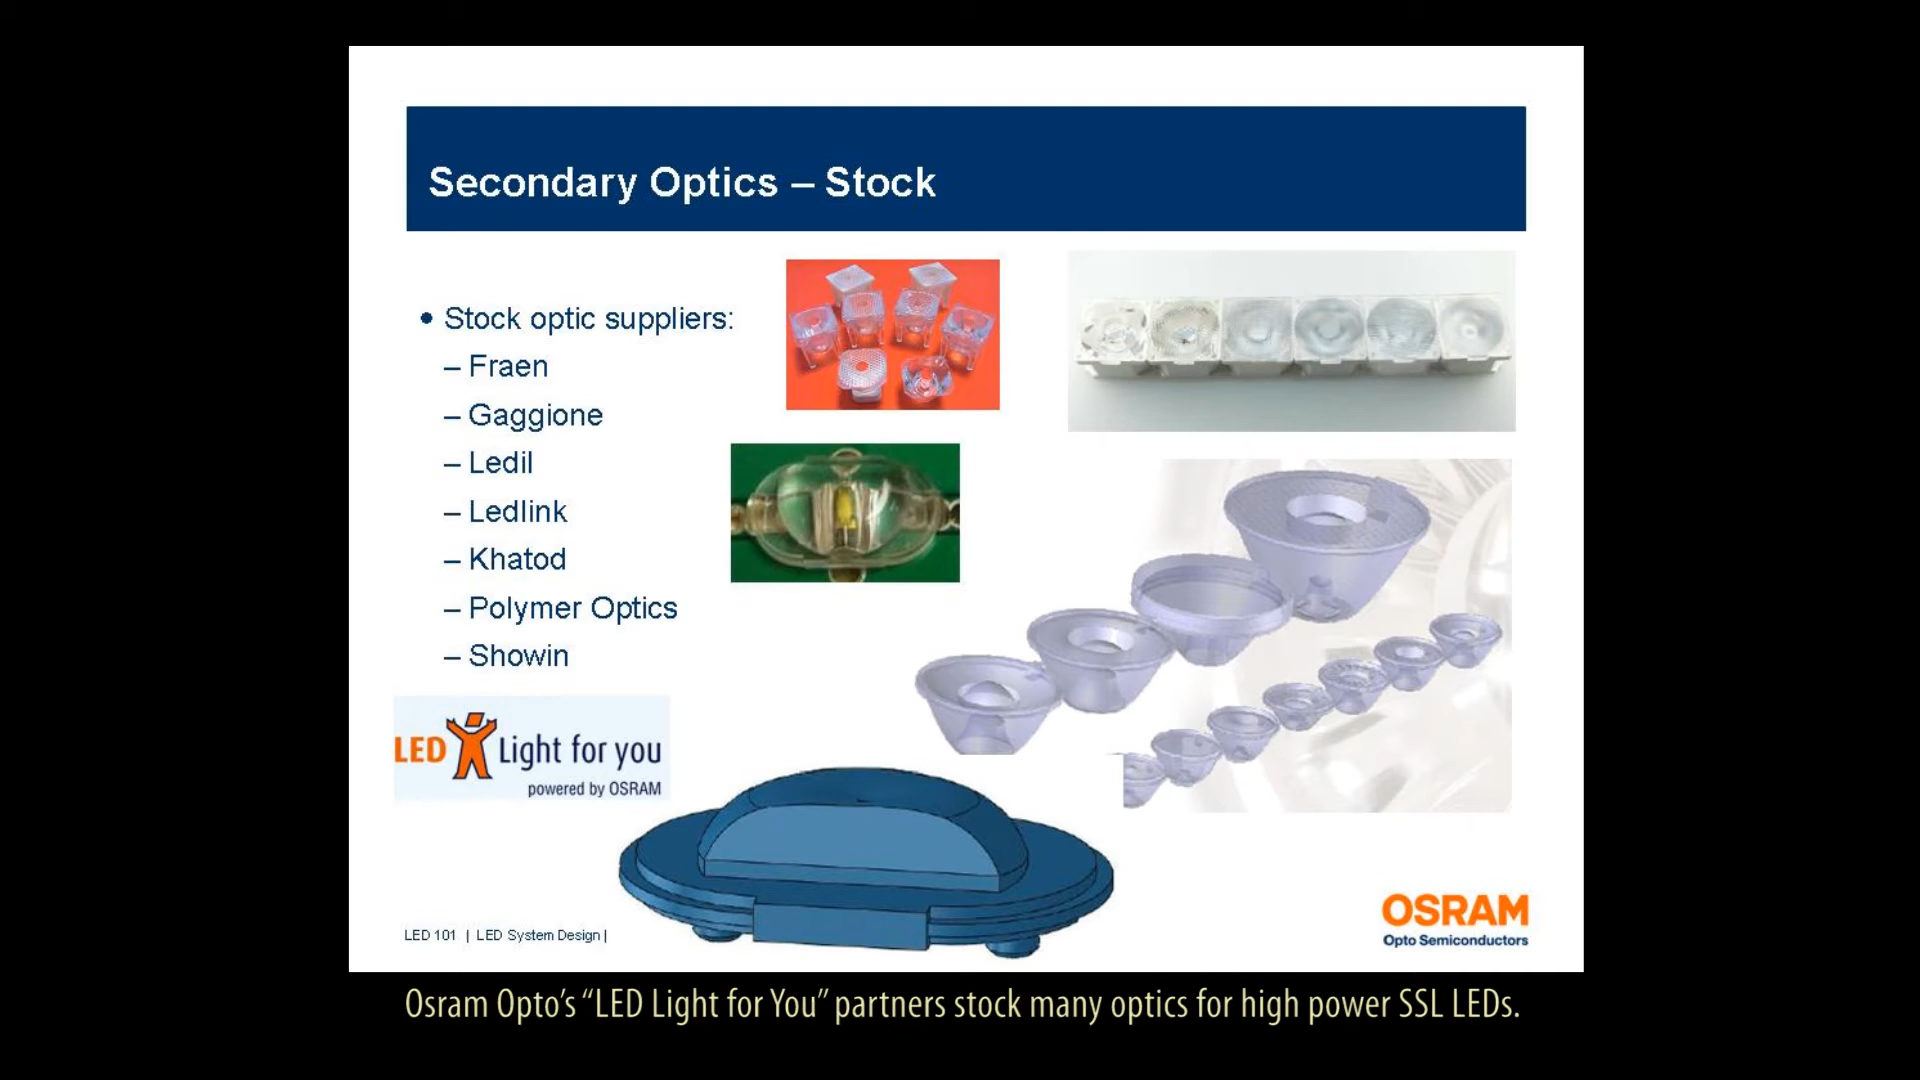 Secondary Optics – Stock
• Stock optic suppliers:
– Fraen
– Gaggione
– Ledil
– Ledlink
– Khatod
– Polymer Optics
– Showin
LED Light for you
powered by OSRAM
LED 101 | LED System Design |
OSRAM
Opto Semiconductors
Osram Opto’s “LED Light for You” partners stock many optics for high power SSL LEDs.